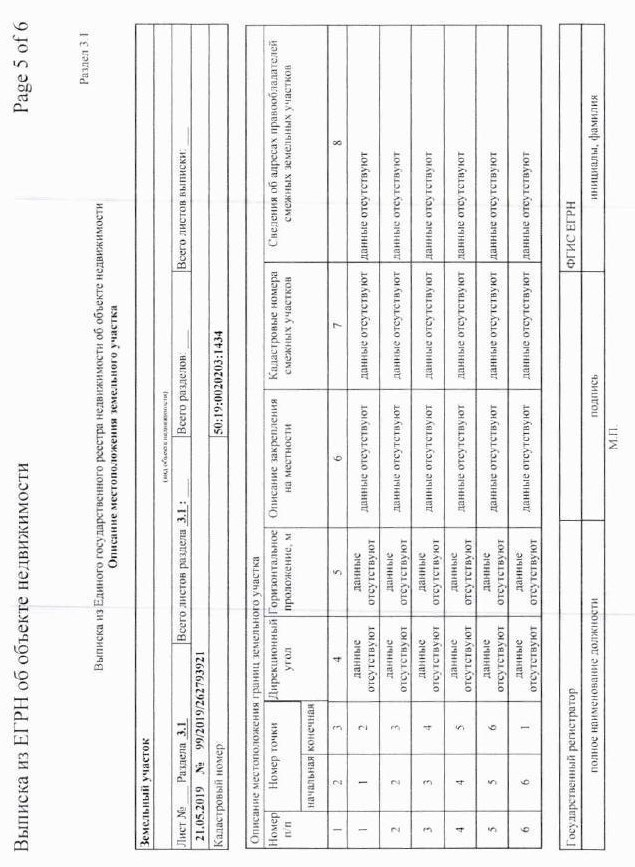 Выписка из ЕГРН об объекте недвижимости Page 5 of 6
Раздел 3.1
Выписка из Единого государственного реестра недвижимости об объекте недвижимости
Описание местоположения земельного участка
Земельный участок
(вид объекта недвижимости)
Лист № ___ Раздела 3.1 Всего листов раздела 3.1 : ___ Всего разделов: ___ Всего листов выписки: ___
21.05.2019 № 99/2019/262793921
Кадастровый номер: 50:19:0020203:1434
Описание местоположения границ земельного участка
Номер п/п Номер точки Дирекционный угол Горизонтальное проложение, м Описание закрепления на местности Кадастровые номера смежных участков Сведения об адресах правообладателей смежных земельных участков
начальная конечная
1 2 3 4 5 6 7 8
1 1 2 данные отсутствуют данные отсутствуют данные отсутствуют данные отсутствуют данные отсутствуют
2 2 3 данные отсутствуют данные отсутствуют данные отсутствуют данные отсутствуют данные отсутствуют
3 3 4 данные отсутствуют данные отсутствуют данные отсутствуют данные отсутствуют данные отсутствуют
4 4 5 данные отсутствуют данные отсутствуют данные отсутствуют данные отсутствуют данные отсутствуют
5 5 6 данные отсутствуют данные отсутствуют данные отсутствуют данные отсутствуют данные отсутствуют
6 6 1 данные отсутствуют данные отсутствуют данные отсутствуют данные отсутствуют данные отсутствуют
Государственный регистратор ФГИС ЕГРН
полное наименование должности подпись инициалы, фамилия
М.П.